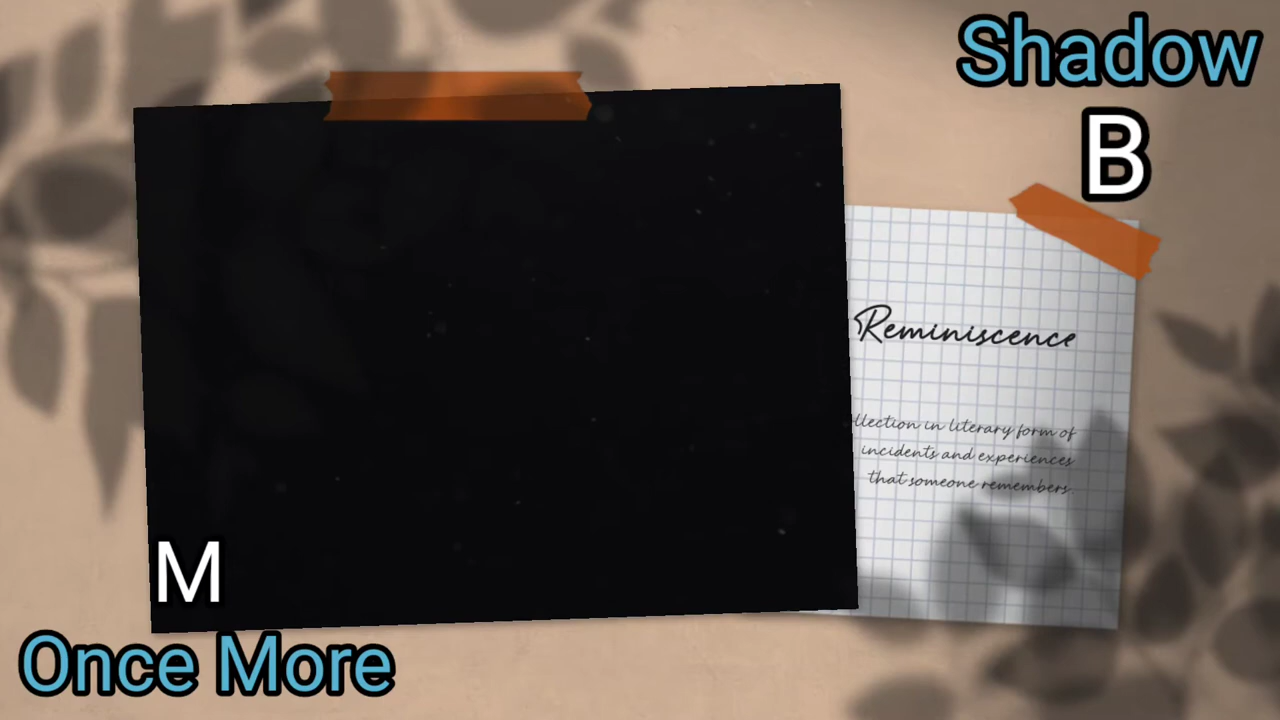 Shadow
B
Reminiscence
llection in literary form of
incidents and experiences
that someone remembers.
M
Once More